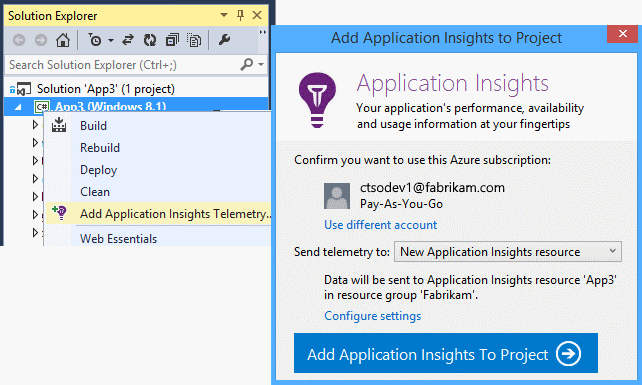 Solution Explorer
Search Solution Explorer (Ctrl+;)
Solution 'App3' (1 project)
C# App3 (Windows 8.1)
Build
Rebuild
Deploy
Clean
Add Application Insights Telemetry...
Web Essentials
Add Application Insights to Project
Application Insights
Your application's performance, availability
and usage information at your fingertips
Confirm you want to use this Azure subscription:
ctsodev1@fabrikam.com
Pay-As-You-Go
Use different account
Send telemetry to: New Application Insights resource
Data will be sent to Application Insights resource 'App3'
in resource group 'Fabrikam'.
Configure settings
Add Application Insights To Project